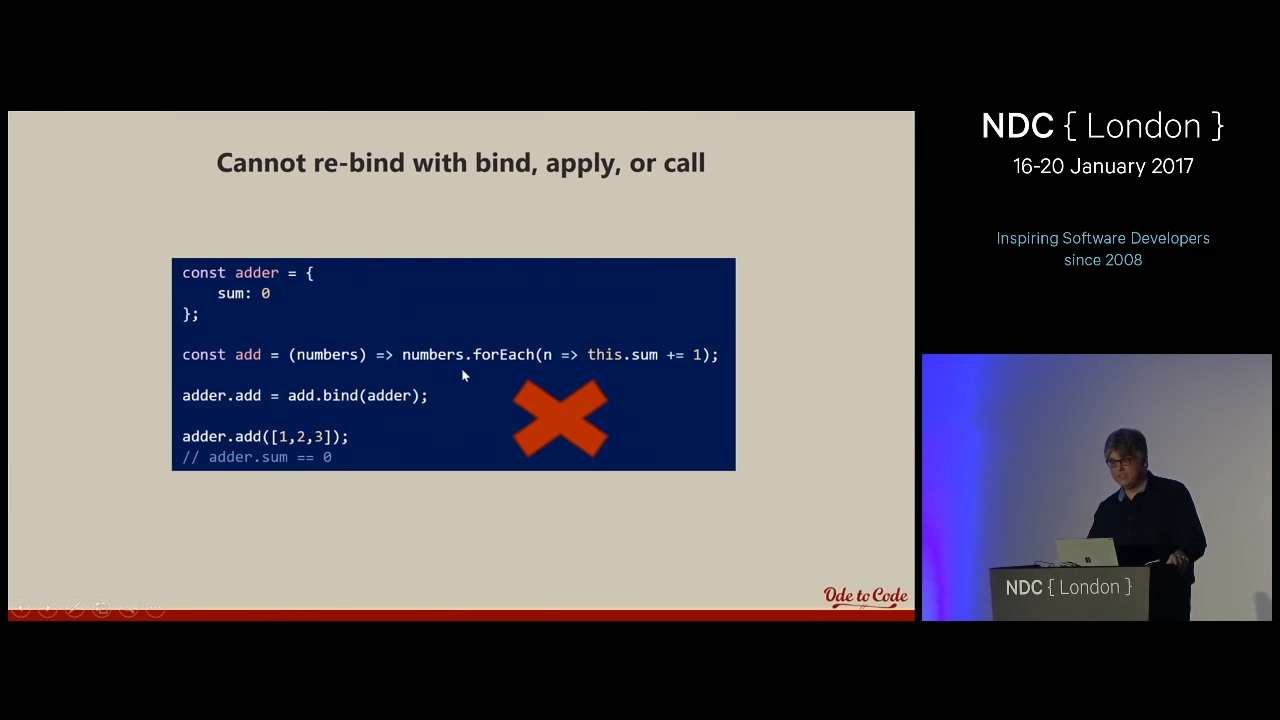 Cannot re-bind with bind, apply, or call
const adder = {
sum: 0
};
const add = (numbers) => numbers.forEach(n => this.sum += 1);
adder.add = add.bind(adder);
adder.add([1,2,3]);
// adder.sum == 0
Ode to Code
NDC { London }
16-20 January 2017
Inspiring Software Developers
since 2008
NDC { London }